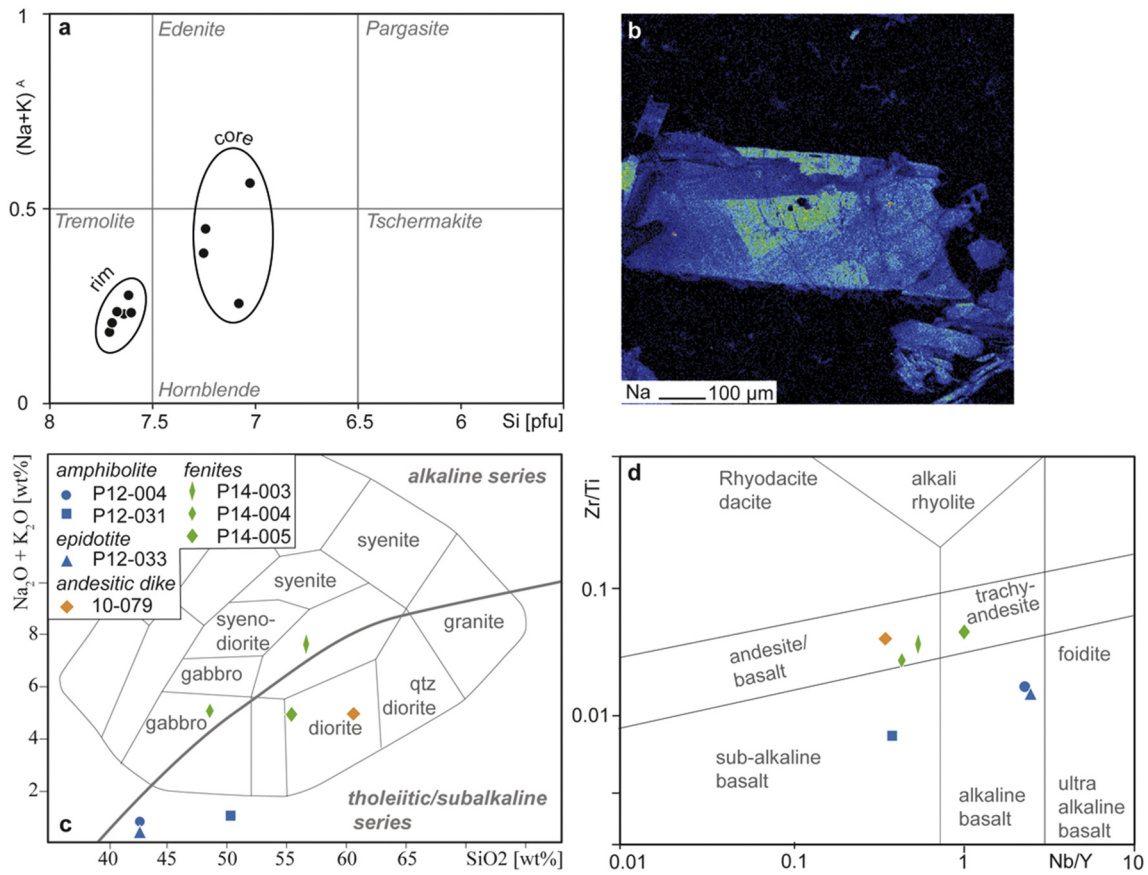 1
a
Edenite
Pargasite
(Na+K) A
core
0.5
Tremolite
Tschermakite
rim
Hornblende
0
8
7.5
7
6.5
6
Si [pfu]
b
Na
100 µm
amphibolite
P12-004
P12-031
epidotite
P12-033
andesitic dike
10-079
fenites
P14-003
P14-004
P14-005
alkaline series
Na2O + K2O [wt%]
syenite
syenite
syeno-
diorite
granite
gabbro
gabbro
diorite
qtz
diorite
tholeiitic/subalkaline
series
8
6
4
2
c
40
45
50
55
60
65
SiO2 [wt%]
d
Zr/Ti
Rhyodacite
dacite
alkali
rhyolite
0.1
trachy-
andesite
andesite/
basalt
foidite
0.01
sub-alkaline
basalt
alkaline
basalt
ultra
alkaline
basalt
0.01
0.1
1
Nb/Y
10